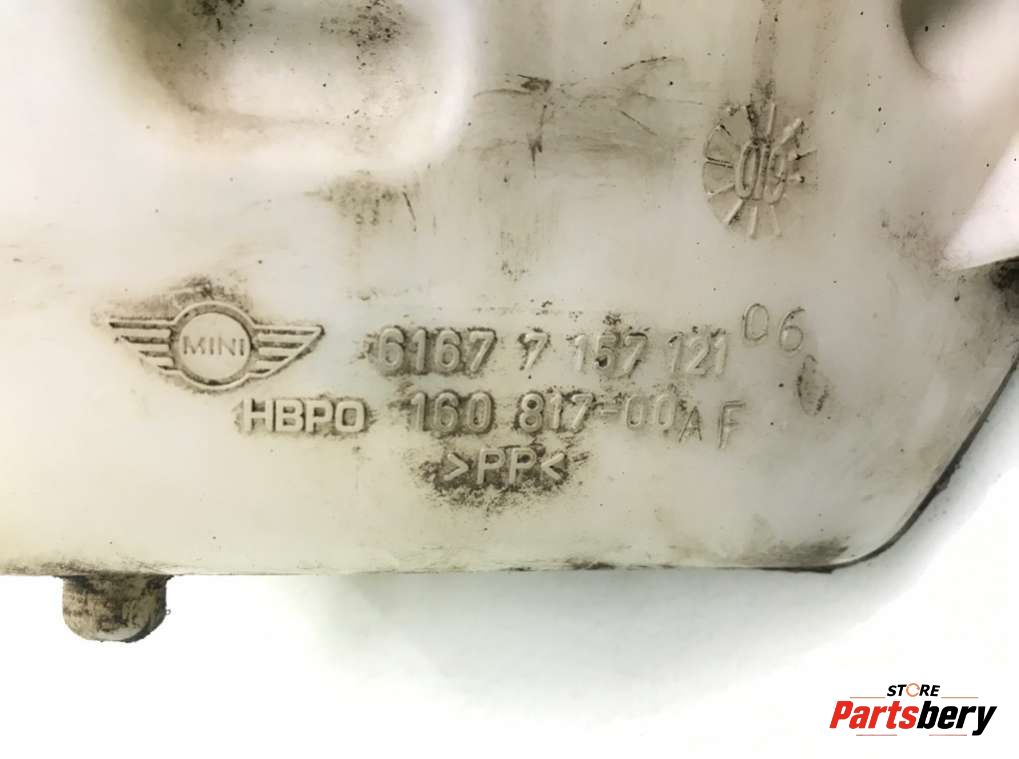 019
MINI
6167 7 157 121 06
HBPO 160 817-00 AF
>PP<
STORE
Partsbery